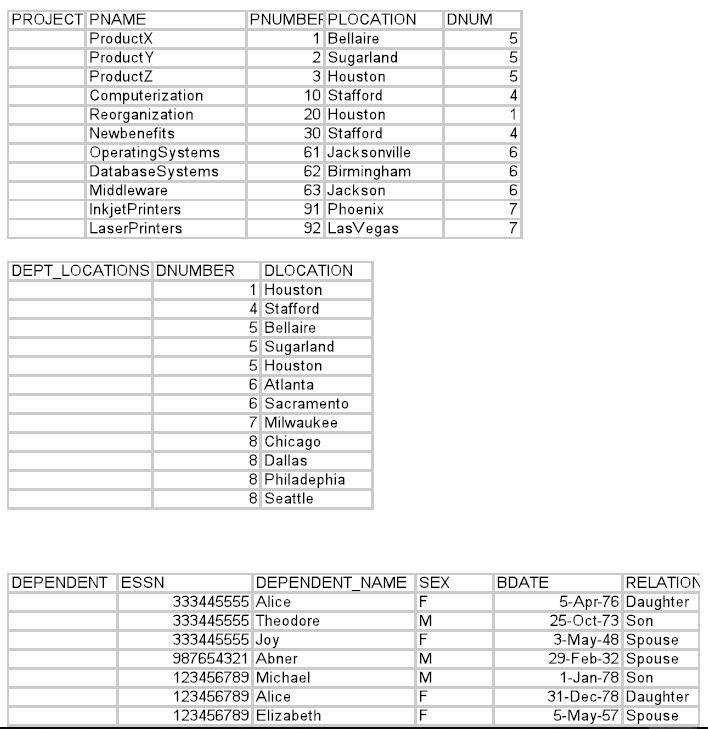 PROJECT PNAME PNUMBER PLOCATION DNUM
ProductX 1 Bellaire 5
ProductY 2 Sugarland 5
ProductZ 3 Houston 5
Computerization 10 Stafford 4
Reorganization 20 Houston 1
Newbenefits 30 Stafford 4
OperatingSystems 61 Jacksonville 6
DatabaseSystems 62 Birmingham 6
Middleware 63 Jackson 6
InkjetPrinters 91 Phoenix 7
LaserPrinters 92 LasVegas 7
DEPT_LOCATIONS DNUMBER DLOCATION
1 Houston
4 Stafford
5 Bellaire
5 Sugarland
5 Houston
6 Atlanta
6 Sacramento
7 Milwaukee
8 Chicago
8 Dallas
8 Philadephia
8 Seattle
DEPENDENT ESSN DEPENDENT_NAME SEX BDATE RELATION
333445555 Alice F 5-Apr-76 Daughter
333445555 Theodore M 25-Oct-73 Son
333445555 Joy F 3-May-48 Spouse
987654321 Abner M 29-Feb-32 Spouse
123456789 Michael M 1-Jan-78 Son
123456789 Alice F 31-Dec-78 Daughter
123456789 Elizabeth F 5-May-57 Spouse